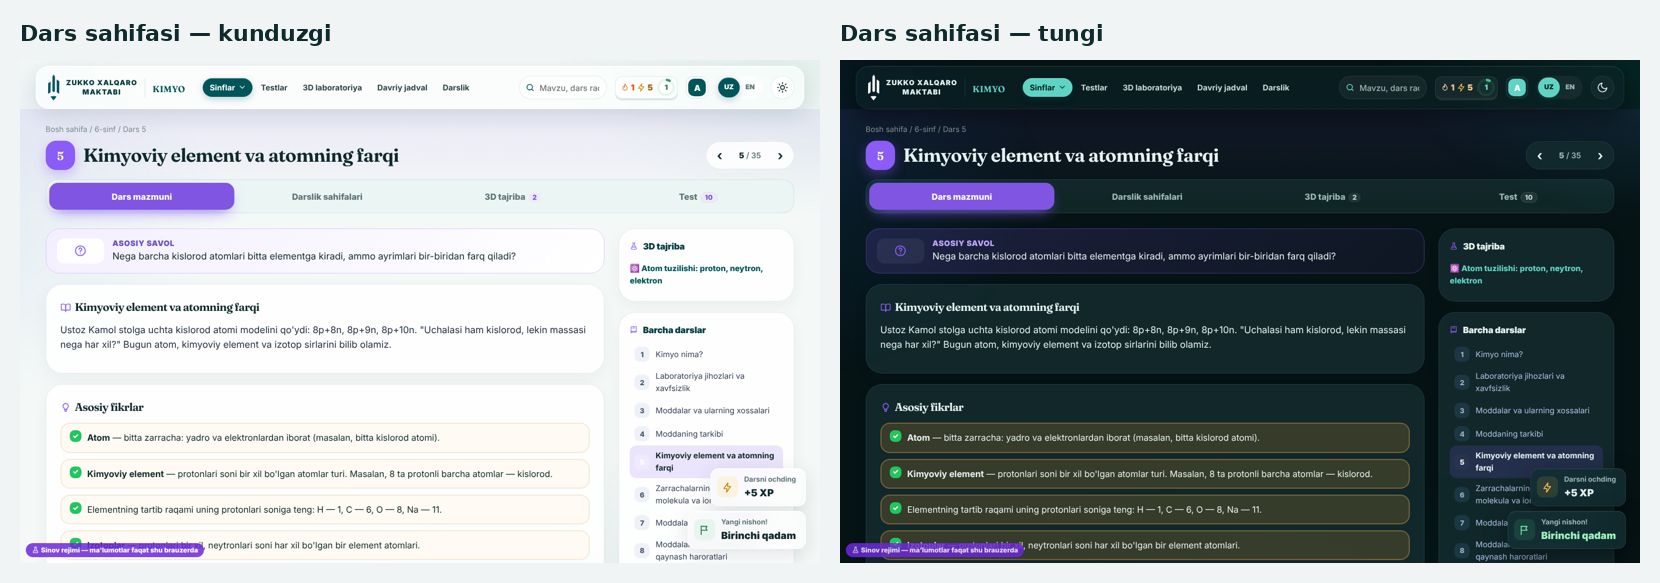 Dars sahifasi — kunduzgi
ZUKKO XALQARO
MAKTABI
KIMYO
Sinflar
Testlar
3D laboratoriya
Davriy jadval
Darslik
Mavzu, dars
1 5 1
A
UZ
EN
Bosh sahifa / 6-sinf / Dars 5
5
Kimyoviy element va atomning farqi
5 / 35
Dars mazmuni
Darslik sahifalari
3D tajriba 2
Test 10
ASOSIY SAVOL
Nega barcha kislorod atomlari bitta elementga kiradi, ammo ayrimlari bir-biridan farq qiladi?
Kimyoviy element va atomning farqi
Ustoz Kamol stolga uchta kislorod atomi modelini qo'ydi: 8p+8n, 8p+9n, 8p+10n. "Uchalasi ham kislorod, lekin massasi
nega har xil?" Bugun atom, kimyoviy element va izotop sirlarini bilib olamiz.
Asosiy fikrlar
Atom — bitta zarracha: yadro va elektronlardan iborat (masalan, bitta kislorod atomi).
Kimyoviy element — protonlari soni bir xil bo'lgan atomlar turi. Masalan, 8 ta protonli barcha atomlar — kislorod.
Elementning tartib raqami uning protonlari soniga teng: H — 1, C — 6, O — 8, Na — 11.
neytronlari soni har xil bo'lgan bir element atomlari.
Sinov rejimi — ma'lumotlar faqat shu brauzerda
3D tajriba
Atom tuzilishi: proton, neytron,
elektron
Barcha darslar
1 Kimyo nima?
2 Laboratoriya jihozlari va
xavfsizlik
3 Moddalar va ularning xossalari
4 Moddaning tarkibi
5 Kimyoviy element va atomning
farqi
6 Zarrachalarnin
molekula va io
7 Modda
8
qaynash haroratlari
Darsni ochding
+5 XP
Yangi nishon!
Birinchi qadam
Dars sahifasi — tungi
ZUKKO XALQARO
MAKTABI
KIMYO
Sinflar
Testlar
3D laboratoriya
Davriy jadval
Darslik
Mavzu, dars
1 5 1
A
UZ
EN
Bosh sahifa / 6-sinf / Dars 5
5
Kimyoviy element va atomning farqi
5 / 35
Dars mazmuni
Darslik sahifalari
3D tajriba 2
Test 10
ASOSIY SAVOL
Nega barcha kislorod atomlari bitta elementga kiradi, ammo ayrimlari bir-biridan farq qiladi?
Kimyoviy element va atomning farqi
Ustoz Kamol stolga uchta kislorod atomi modelini qo'ydi: 8p+8n, 8p+9n, 8p+10n. "Uchalasi ham kislorod, lekin massasi
nega har xil?" Bugun atom, kimyoviy element va izotop sirlarini bilib olamiz.
Asosiy fikrlar
Atom — bitta zarracha: yadro va elektronlardan iborat (masalan, bitta kislorod atomi).
Kimyoviy element — protonlari soni bir xil bo'lgan atomlar turi. Masalan, 8 ta protonli barcha atomlar — kislorod.
Elementning tartib raqami uning protonlari soniga teng: H — 1, C — 6, O — 8, Na — 11.
neytronlari soni har xil bo'lgan bir element atomlari.
Sinov rejimi — ma'lumotlar faqat shu brauzerda
3D tajriba
Atom tuzilishi: proton, neytron,
elektron
Barcha darslar
1 Kimyo nima?
2 Laboratoriya jihozlari va
xavfsizlik
3 Moddalar va ularning xossalari
4 Moddaning tarkibi
5 Kimyoviy element va atomning
farqi
6 Zarrachalarnin
molekula va io
7 Modda
8
qaynash haroratlari
Darsni ochding
+5 XP
Yangi nishon!
Birinchi qadam